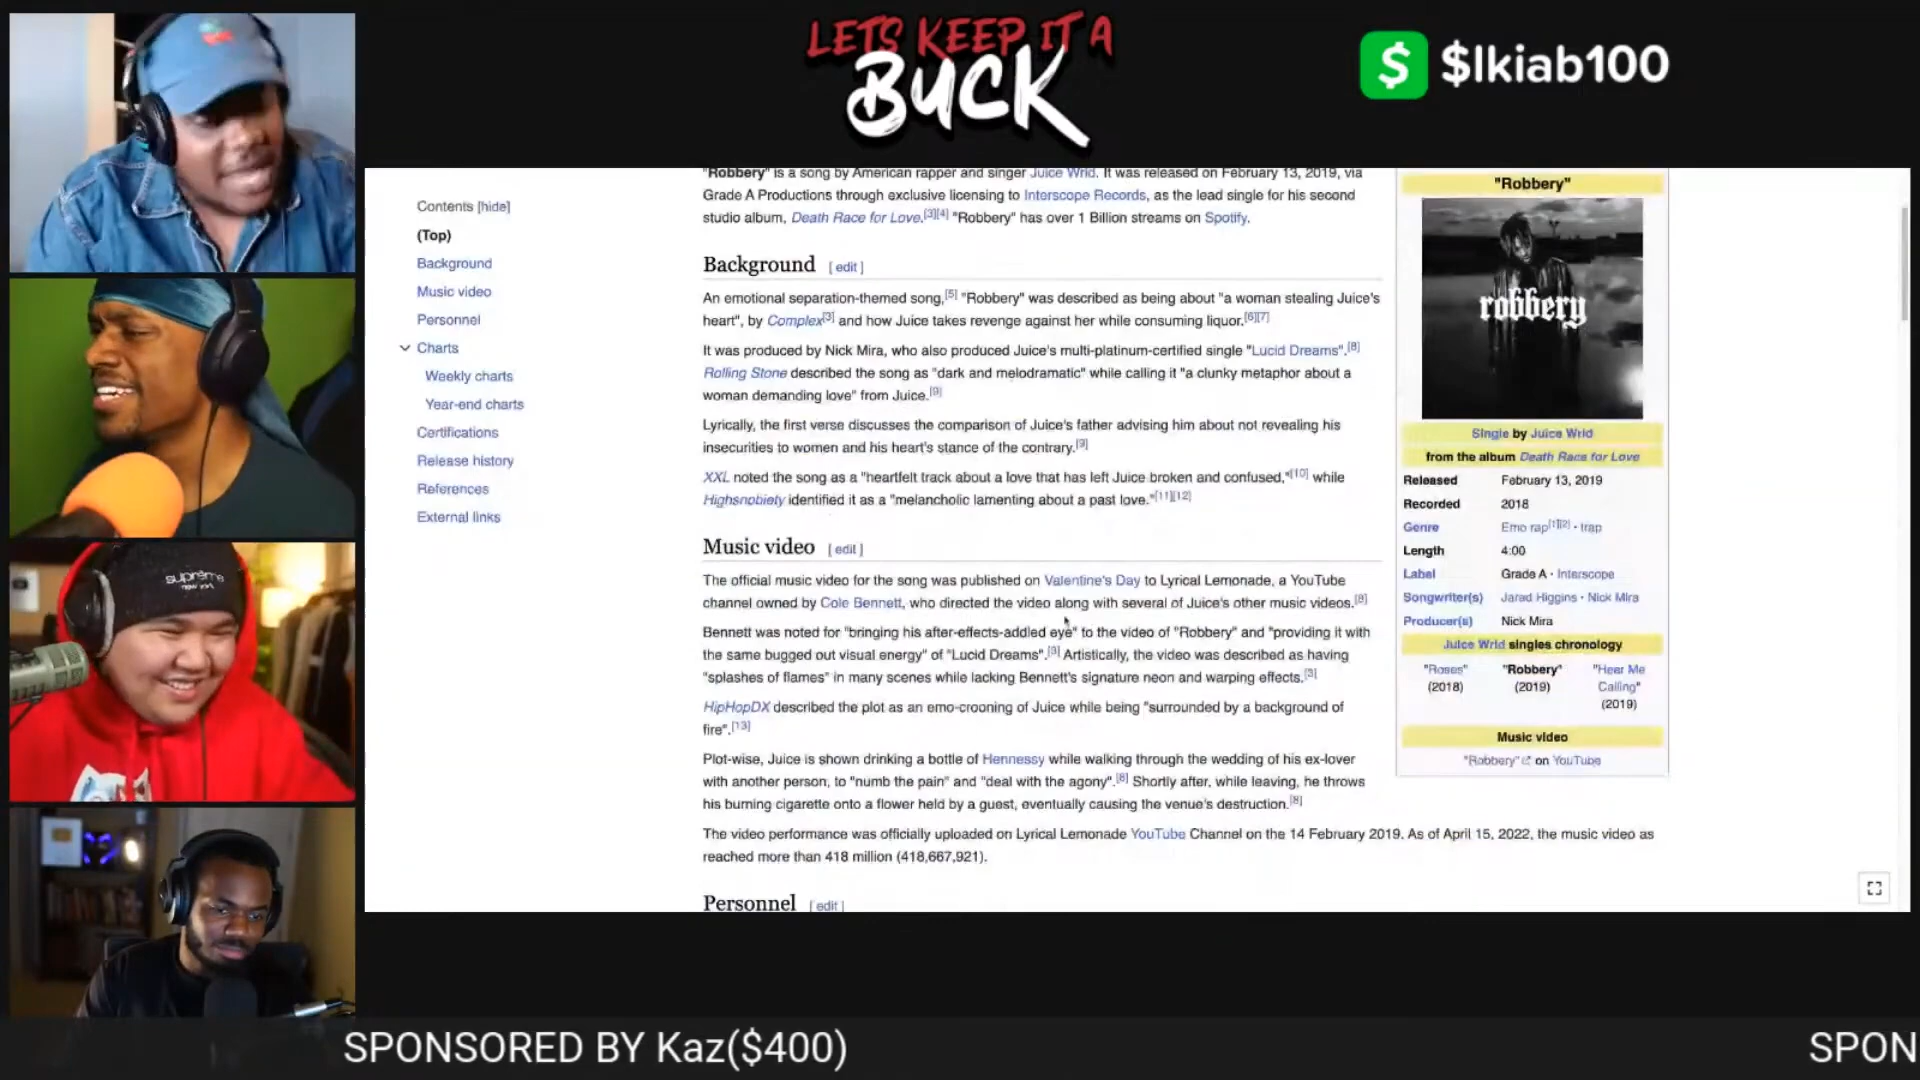 LETS KEEP IT A
BUCK
$lkiab100
supreme
new york
Contents [hide]
(Top)
Background
Music video
Personnel
Charts
Weekly charts
Year-end charts
Certifications
Release history
References
External links
"Robbery" is a song by American rapper and singer Juice Wrld. It was released on February 13, 2019, via
Grade A Productions through exclusive licensing to Interscope Records, as the lead single for his second
studio album, Death Race for Love.[3][4] "Robbery" has over 1 Billion streams on Spotify.
Background [ edit ]
An emotional separation-themed song,[5] "Robbery" was described as being about "a woman stealing Juice's
heart", by Complex[3] and how Juice takes revenge against her while consuming liquor.[6][7]
It was produced by Nick Mira, who also produced Juice's multi-platinum-certified single "Lucid Dreams".[8]
Rolling Stone described the song as "dark and melodramatic" while calling it "a clunky metaphor about a
woman demanding love" from Juice.[9]
Lyrically, the first verse discusses the comparison of Juice's father advising him about not revealing his
insecurities to women and his heart's stance of the contrary.[9]
XXL noted the song as a "heartfelt track about a love that has left Juice broken and confused,"[10] while
Highsnobiety identified it as a "melancholic lamenting about a past love."[11][12]
Music video [ edit ]
The official music video for the song was published on Valentine's Day to Lyrical Lemonade, a YouTube
channel owned by Cole Bennett, who directed the video along with several of Juice's other music videos.[8]
Bennett was noted for "bringing his after-effects-addled eye" to the video of "Robbery" and "providing it with
the same bugged out visual energy" of "Lucid Dreams".[3] Artistically, the video was described as having
"splashes of flames" in many scenes while lacking Bennett's signature neon and warping effects.[3]
HipHopDX described the plot as an emo-crooning of Juice while being "surrounded by a background of
fire".[13]
Plot-wise, Juice is shown drinking a bottle of Hennessy while walking through the wedding of his ex-lover
with another person, to "numb the pain" and "deal with the agony".[8] Shortly after, while leaving, he throws
his burning cigarette onto a flower held by a guest, eventually causing the venue's destruction.[8]
The video performance was officially uploaded on Lyrical Lemonade YouTube Channel on the 14 February 2019. As of April 15, 2022, the music video as
reached more than 418 million (418,667,921).
Personnel [ edit ]
"Robbery"
robbery
Single by Juice Wrld
from the album Death Race for Love
Released February 13, 2019
Recorded 2018
Genre Emo rap[1][2] · trap
Length 4:00
Label Grade A · Interscope
Songwriter(s) Jarad Higgins · Nick Mira
Producer(s) Nick Mira
Juice Wrld singles chronology
"Roses" "Robbery" "Hear Me
(2018) (2019) Calling"
(2019)
Music video
"Robbery" on YouTube
SPONSORED BY Kaz($400)
SPON